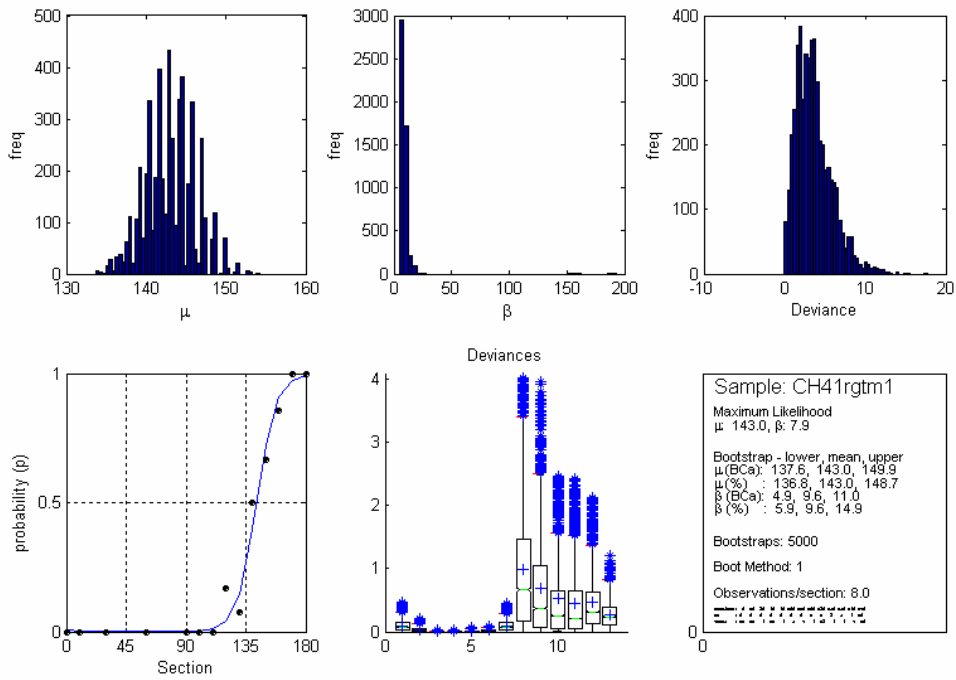 500
400
300
200
100
0
freq
130 140 150 160
μ
3000
2500
2000
1500
1000
500
0
freq
0 50 100 150 200
β
400
300
200
100
0
freq
-10 0 10 20
Deviance
1
0.5
0
probability (p)
0 45 90 135 180
Section
Deviances
4
3
2
1
0
0 5 10
Sample: CH41rgtm1
Maximum Likelihood
μ: 143.0, β: 7.9
Bootstrap - lower, mean, upper
μ(BCa): 137.6, 143.0, 149.9
μ(%) : 136.8, 143.0, 148.7
β(BCa): 4.9, 9.6, 11.0
β(%) : 5.9, 9.6, 14.9
Bootstraps: 5000
Boot Method: 1
Observations/section: 8.0
0
0